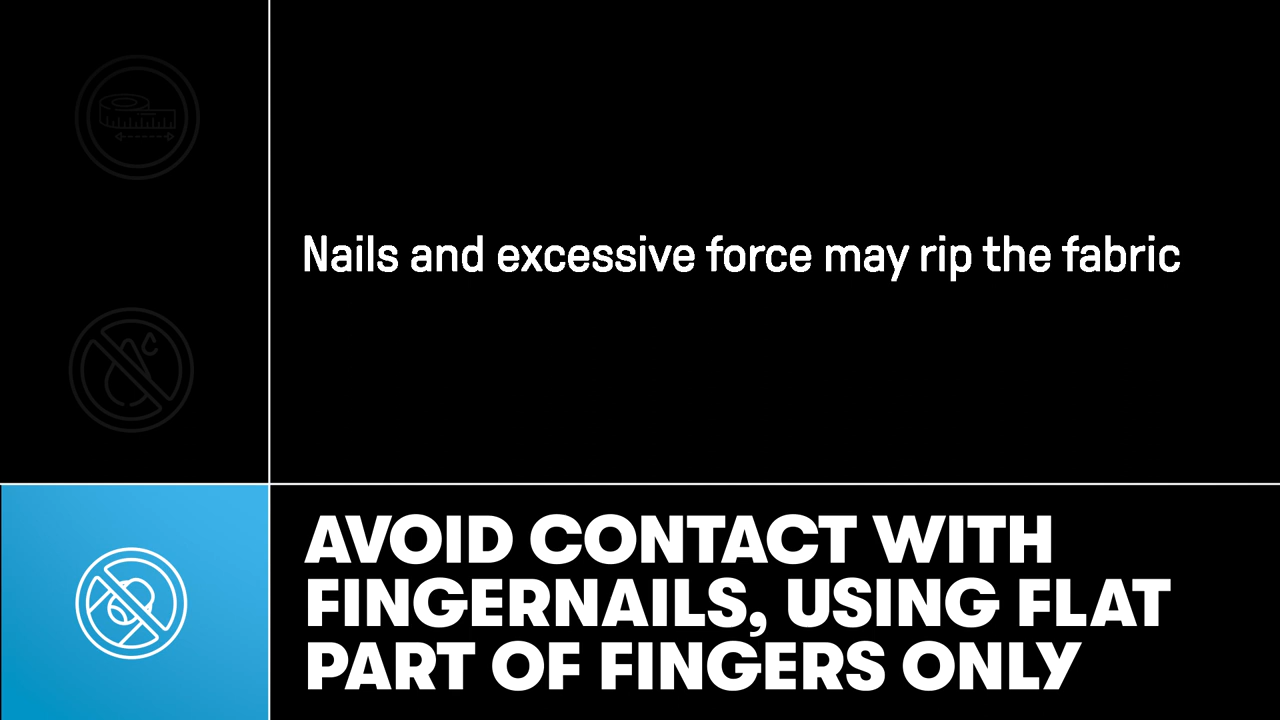 Nails and excessive force may rip the fabric
AVOID CONTACT WITH
FINGERNAILS, USING FLAT
PART OF FINGERS ONLY